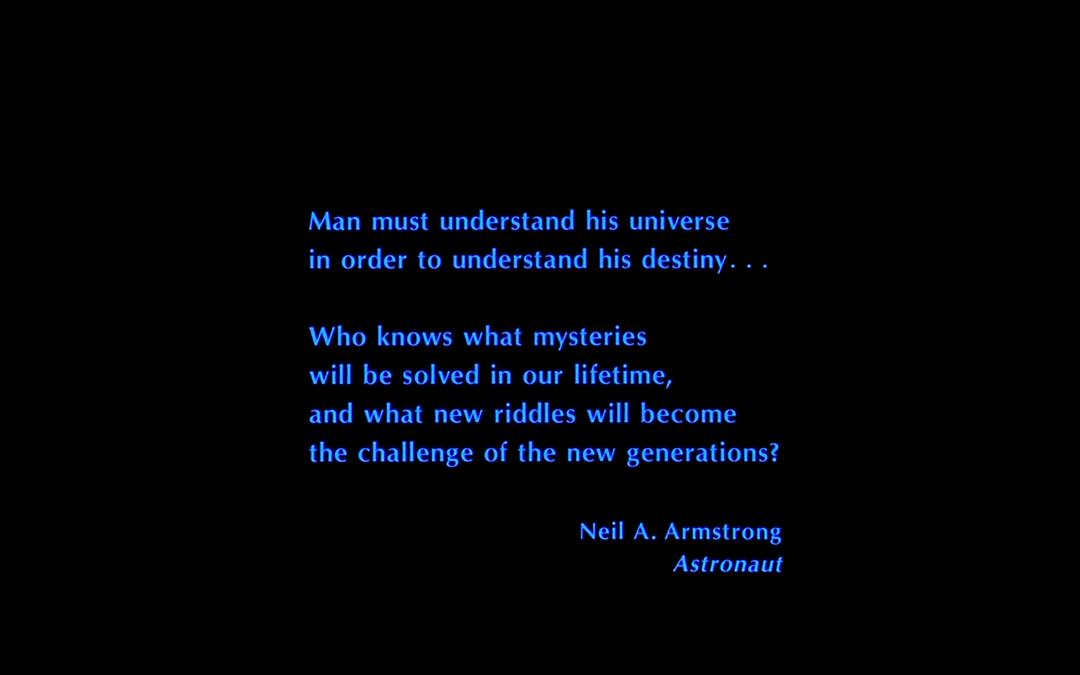 Man must understand his universe
in order to understand his destiny. . .
Who knows what mysteries
will be solved in our lifetime,
and what new riddles will become
the challenge of the new generations?
Neil A. Armstrong
Astronaut